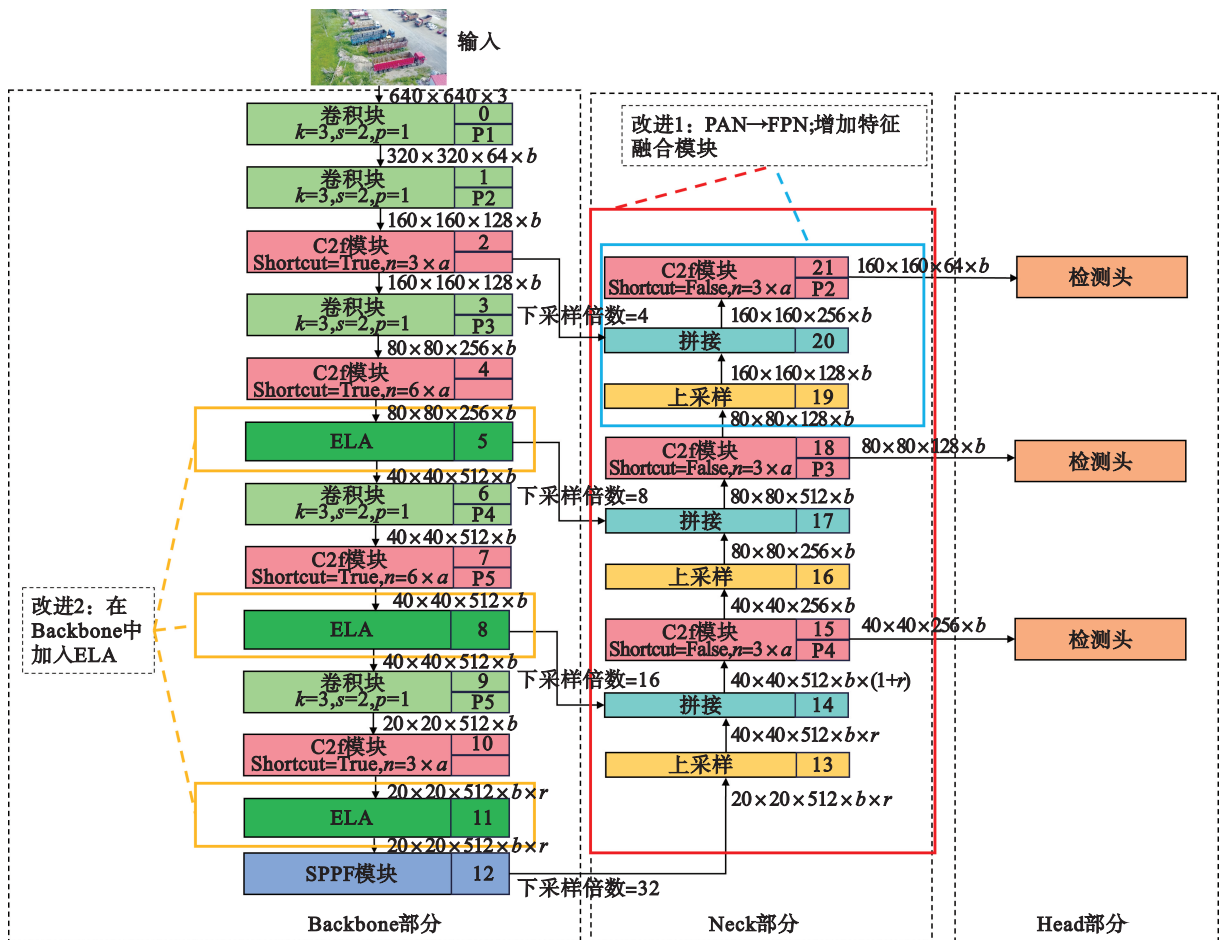 输入
640×640×3
卷积块
k=3,s=2,p=1
0
P1
320×320×64×b
卷积块
k=3,s=2,p=1
1
P2
160×160×128×b
C2f模块
Shortcut=True,n=3×a
2
160×160×128×b
卷积块
k=3,s=2,p=1
3
P3
下采样倍数=4
80×80×256×b
C2f模块
Shortcut=True,n=6×a
4
80×80×256×b
ELA
5
40×40×512×b
卷积块
k=3,s=2,p=1
6
P4
下采样倍数=8
40×40×512×b
C2f模块
Shortcut=True,n=6×a
7
P5
40×40×512×b
ELA
8
40×40×512×b
卷积块
k=3,s=2,p=1
9
P5
下采样倍数=16
20×20×512×b
C2f模块
Shortcut=True,n=3×a
10
20×20×512×b×r
ELA
11
20×20×512×b×r
SPPF模块
12
下采样倍数=32
改进2：在
Backbone中
加入ELA
Backbone部分
改进1：PAN→FPN;增加特征
融合模块
C2f模块
Shortcut=False,n=3×a
21
P2
160×160×64×b
160×160×256×b
拼接
20
160×160×128×b
上采样
19
80×80×128×b
C2f模块
Shortcut=False,n=3×a
18
P3
80×80×128×b
80×80×512×b
拼接
17
80×80×256×b
上采样
16
40×40×256×b
C2f模块
Shortcut=False,n=3×a
15
P4
40×40×256×b
40×40×512×b×(1+r)
拼接
14
40×40×512×b×r
上采样
13
20×20×512×b×r
Neck部分
检测头
检测头
检测头
Head部分